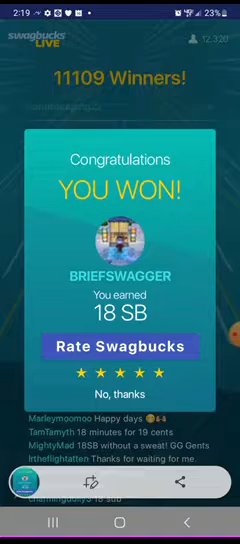 2:19
23%
swagbucks
LIVE
12,320
11109 Winners!
Congratulations
YOU WON!
BRIEFSWAGGER
You earned
18 SB
Rate Swagbucks
No, thanks
Marleymoomoo Happy days
TamTamyth 18 minutes for 19 cents
MightyMad 18SB without a sweat! GG Gents
Irtheflightatten Thanks for waiting for me.